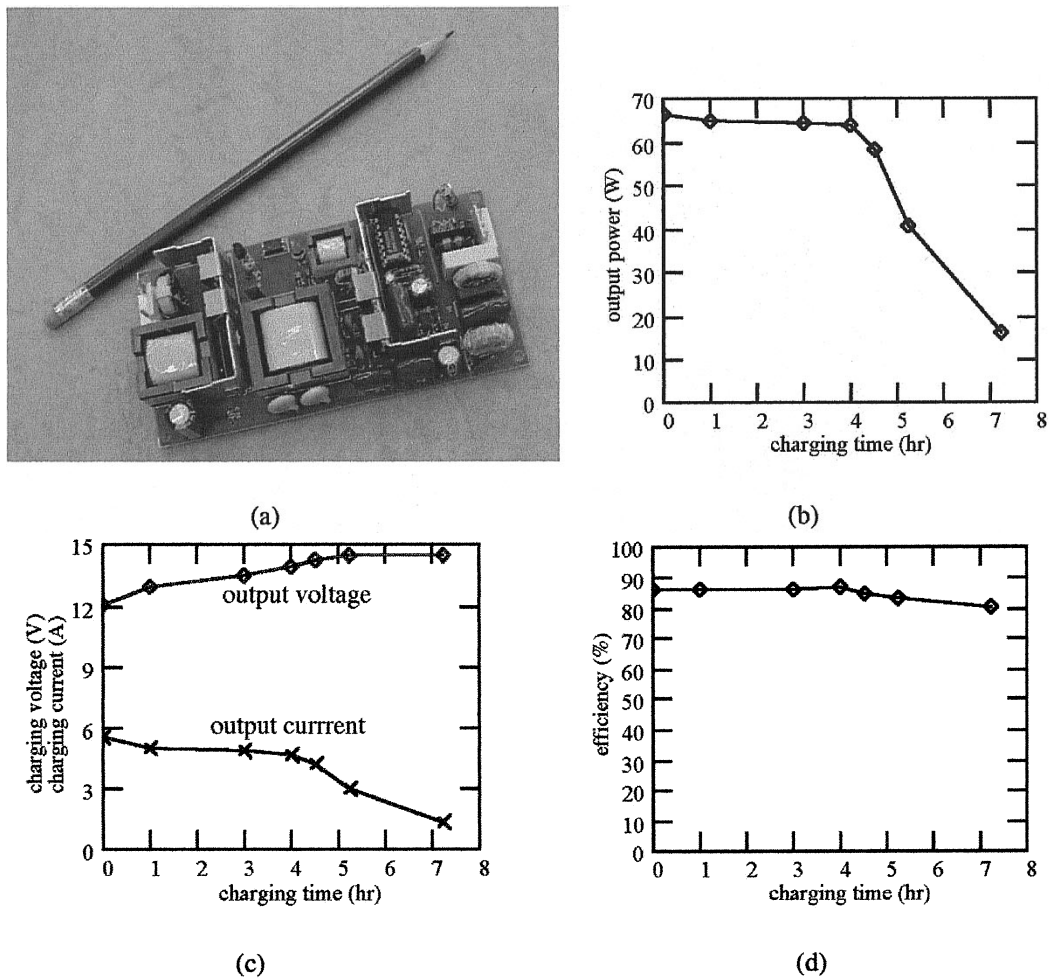 70
60
50
40
30
20
10
0
output power (W)
0 1 2 3 4 5 6 7 8
charging time (hr)
(a)
(b)
15
12
9
6
3
0
charging voltage (V)
charging current (A)
output voltage
output currrent
0 1 2 3 4 5 6 7 8
charging time (hr)
100
90
80
70
60
50
40
30
20
10
0
efficiency (%)
0 1 2 3 4 5 6 7 8
charging time (hr)
(c)
(d)